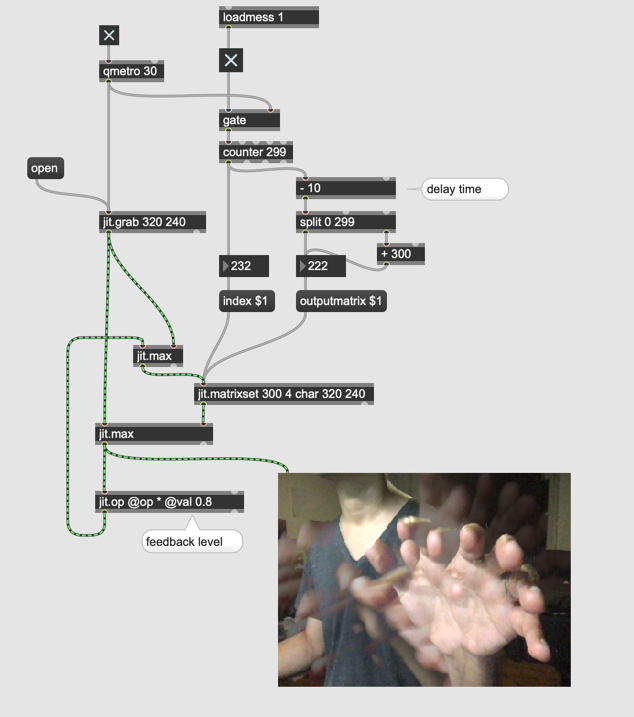 loadmess 1
qmetro 30
gate
counter 299
open
- 10
delay time
jit.grab 320 240
split 0 299
+ 300
232
222
index $1
outputmatrix $1
jit.max
jit.matrixset 300 4 char 320 240
jit.max
jit.op @op * @val 0.8
feedback level